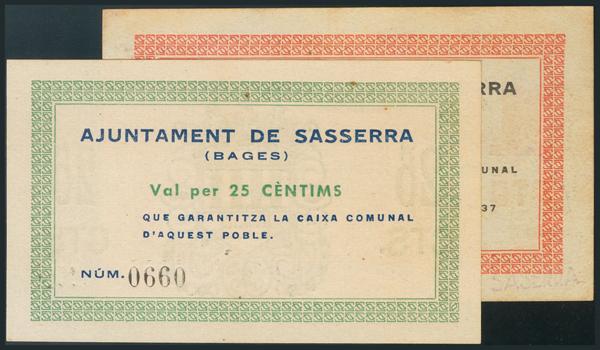 AJUNTAMENT DE SASSERRA
(BAGES)
Val per 25 CÈNTIMS
QUE GARANTITZA LA CAIXA COMUNAL
D'AQUEST POBLE.
NÚM. 0660
RRA
UNAL
37